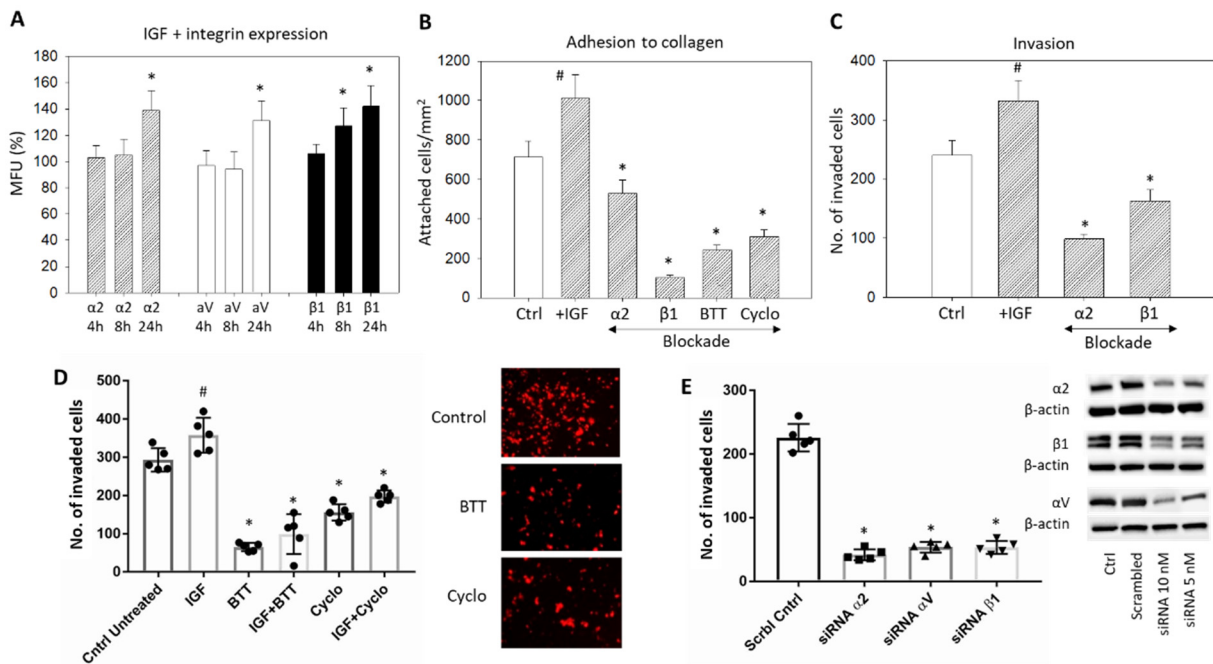 A
IGF + integrin expression
MFU (%)
180
160
140
120
100
80
60
40
20
0
* * * *
α2 α2 α2 aV aV aV β1 β1 β1
4h 8h 24h 4h 8h 24h 4h 8h 24h
B
Adhesion to collagen
Attached cells/mm²
1200
1000
800
600
400
200
0
# * * * *
Ctrl +IGF α2 β1 BTT Cyclo
Blockade
C
Invasion
No. of invaded cells
400
300
200
100
0
# * *
Ctrl +IGF α2 β1
Blockade
D
No. of invaded cells
500
400
300
200
100
0
# * * * *
Cntrl Untreated
IGF
BTT
IGF+BTT
Cyclo
IGF+Cyclo
Control
BTT
Cyclo
E
No. of invaded cells
300
200
100
50
0
* * *
Scrbl Cntrl
siRNA α2
siRNA αV
siRNA β1
α2
β-actin
β1
β-actin
αV
β-actin
Ctrl
Scrambled
siRNA 10 nM
siRNA 5 nM